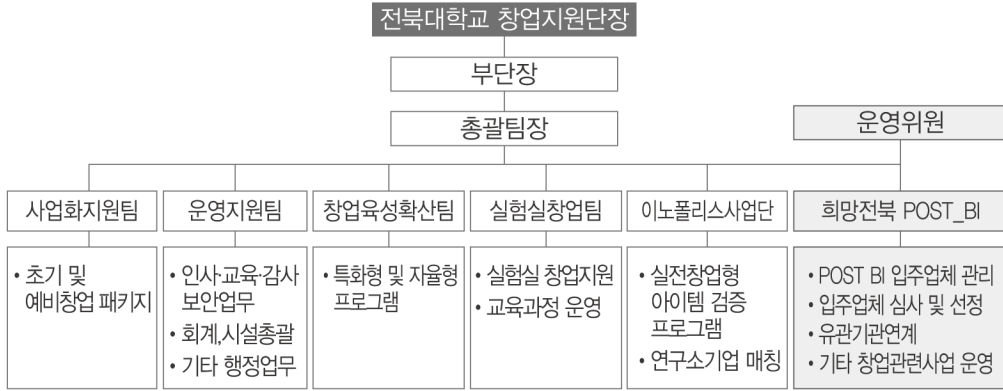 전북대학교 창업지원단장
부단장
총괄팀장
운영위원
사업화지원팀
운영지원팀
창업육성확산팀
실험실창업팀
이노폴리스사업단
희망전북 POST_BI
• 초기 및
예비창업 패키지
• 인사·교육·감사
보안업무
• 회계,시설총괄
• 기타 행정업무
• 특화형 및 자율형
프로그램
• 실험실 창업지원
• 교육과정 운영
• 실전창업형
아이템 검증
프로그램
• 연구소기업 매칭
• POST BI 입주업체 관리
• 입주업체 심사 및 선정
• 유관기관연계
• 기타 창업관련사업 운영